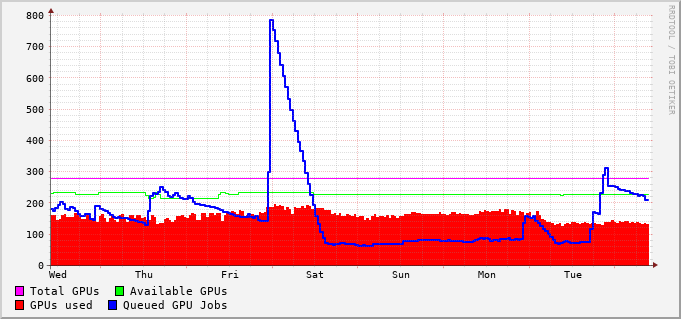 800
700
600
500
400
300
200
100
0
Wed Thu Fri Sat Sun Mon Tue
Total GPUs Available GPUs
GPUs used Queued GPU Jobs
RRDTOOL / TOBI OETIKER